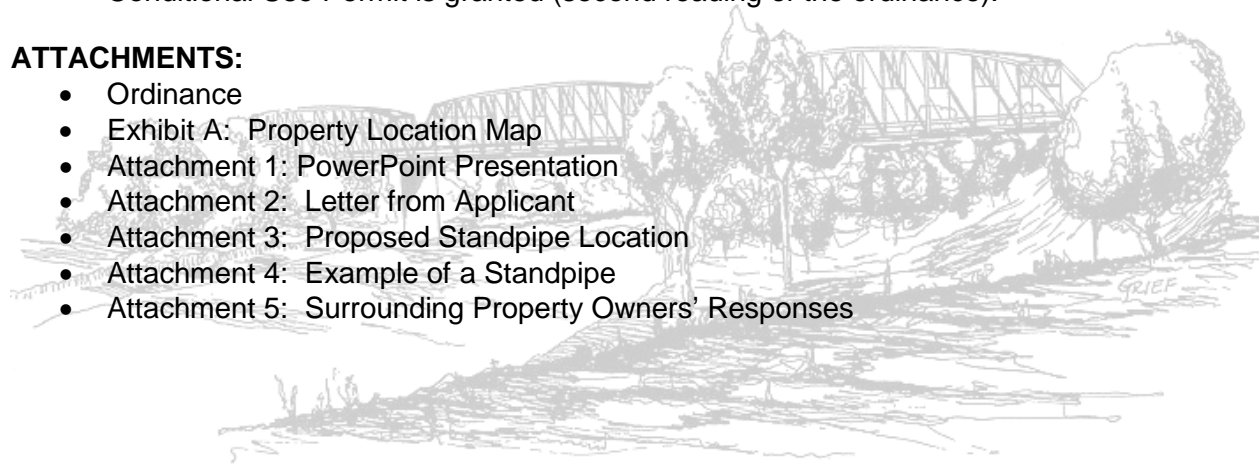 Conditional Use Permit is granted (second reading of the ordinance).
ATTACHMENTS:
• Ordinance
• Exhibit A: Property Location Map
• Attachment 1: PowerPoint Presentation
• Attachment 2: Letter from Applicant
• Attachment 3: Proposed Standpipe Location
• Attachment 4: Example of a Standpipe
• Attachment 5: Surrounding Property Owners’ Responses
GRIEF